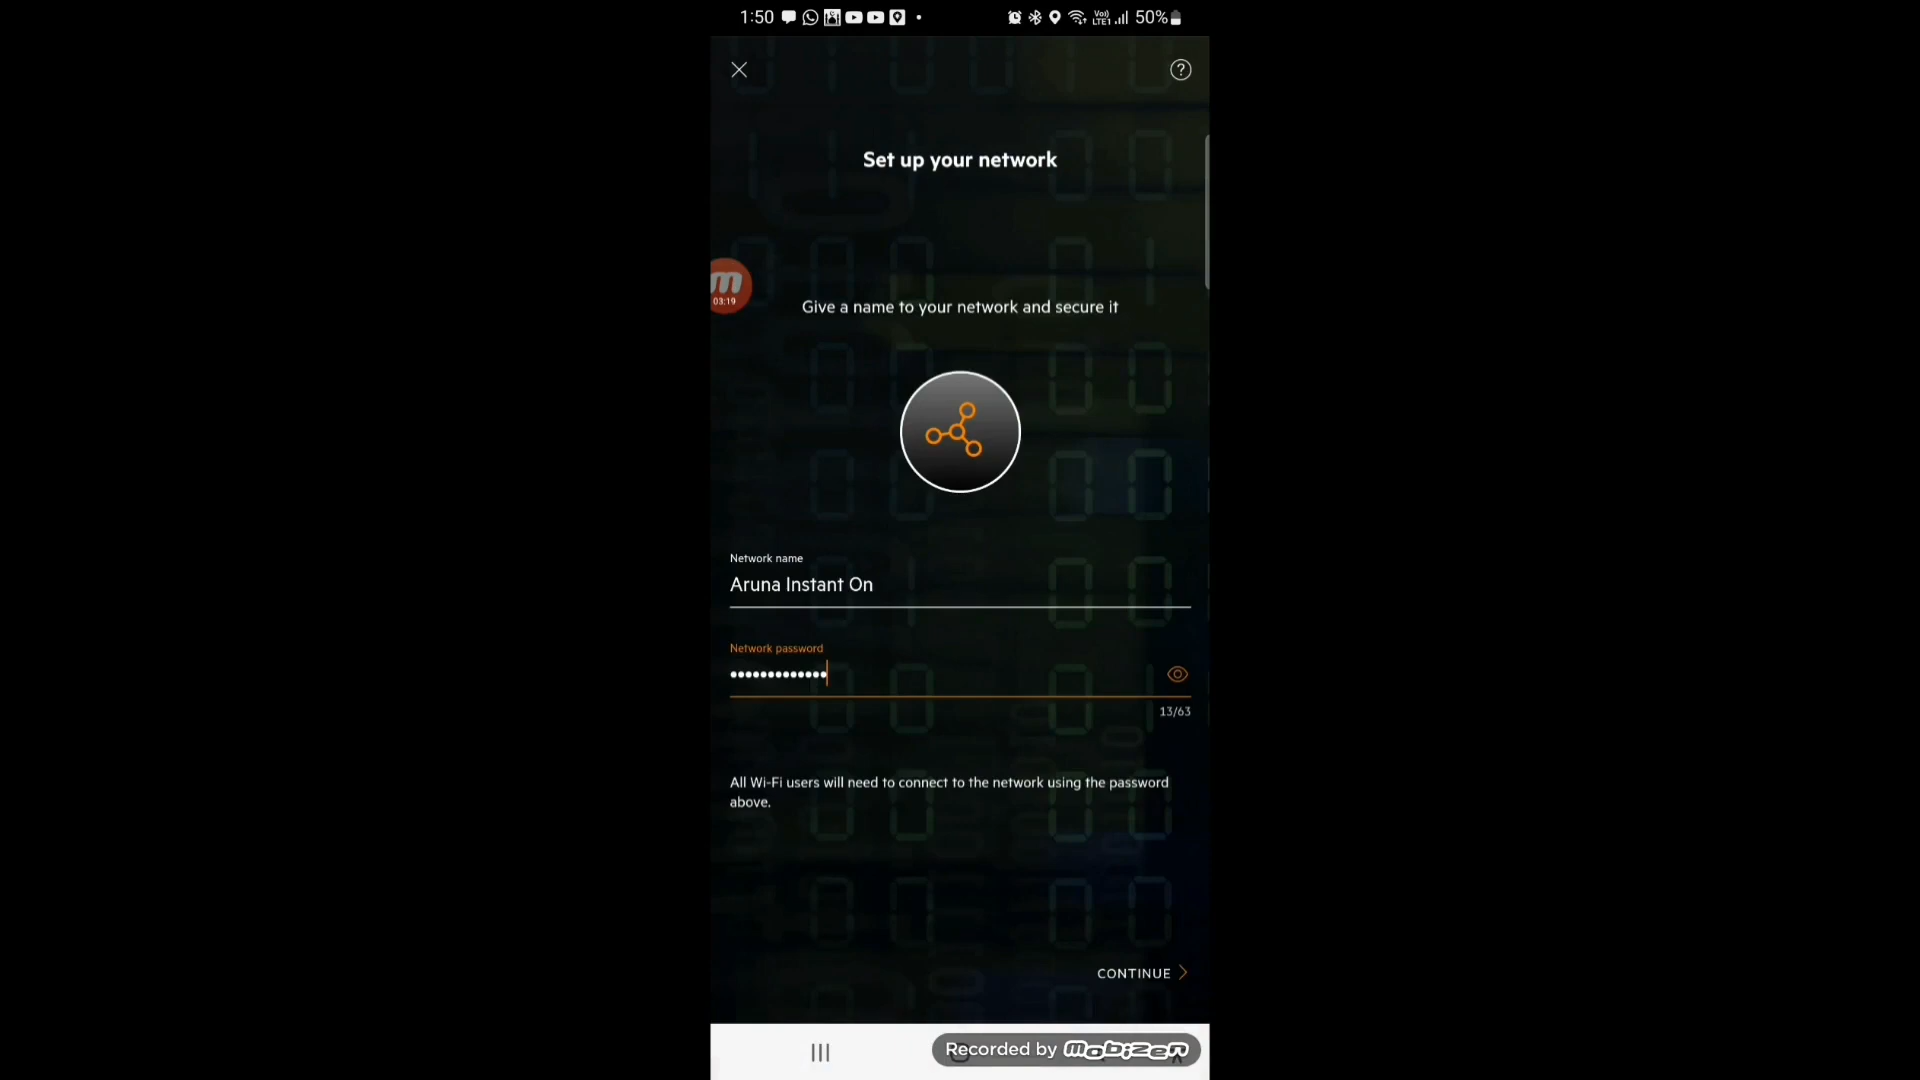 1:50
Vo)) LTE1 50%
Set up your network
m
03:19
Give a name to your network and secure it
Network name
Aruna Instant On
Network password
•••••••••••••
13/63
All Wi-Fi users will need to connect to the network using the password
above.
CONTINUE
Recorded by mobizen